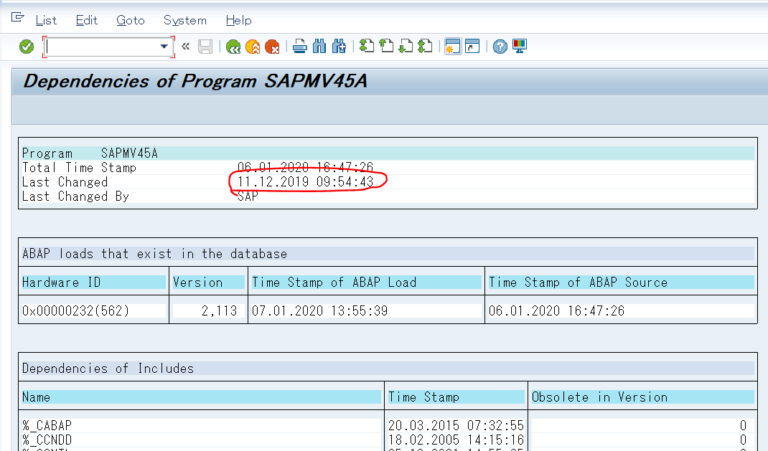 List Edit Goto System Help
Dependencies of Program SAPMV45A
Program SAPMV45A
Total Time Stamp 06.01.2020 16:47:26
Last Changed 11.12.2019 09:54:43
Last Changed By SAP
ABAP loads that exist in the database
Hardware ID Version Time Stamp of ABAP Load Time Stamp of ABAP Source
0x00000232(562) 2,113 07.01.2020 13:55:39 06.01.2020 16:47:26
Dependencies of Includes
Name Time Stamp Obsolete in Version
%_CABAP 20.03.2015 07:32:55 0
%_CCNDD 18.02.2005 14:15:16 0